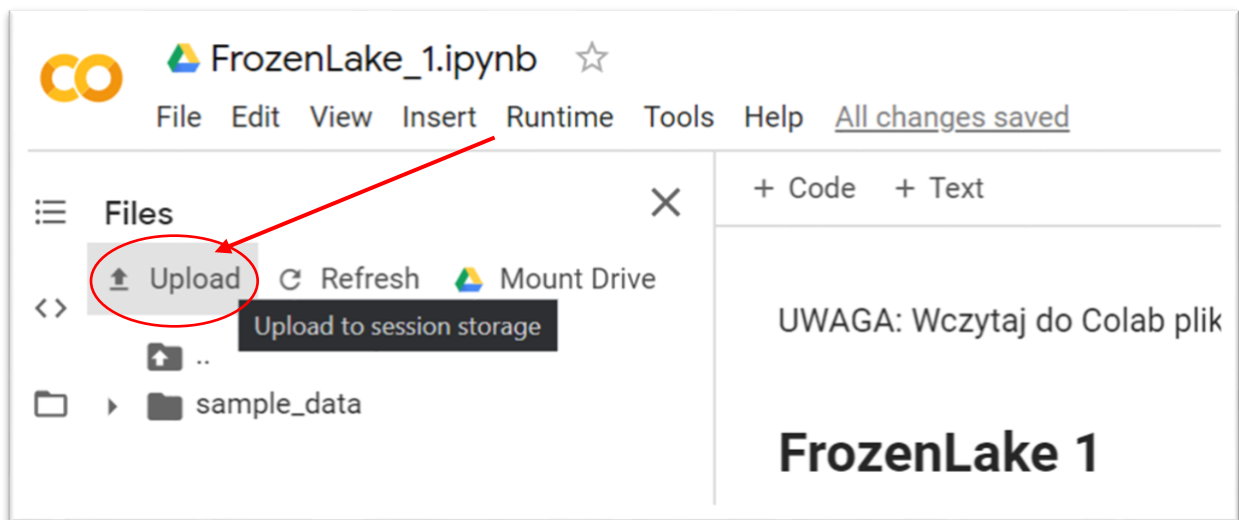 FrozenLake_1.ipynb
File Edit View Insert Runtime Tools Help All changes saved
Files
+ Code + Text
Upload Refresh Mount Drive
Upload to session storage
..
sample_data
UWAGA: Wczytaj do Colab plik
FrozenLake 1